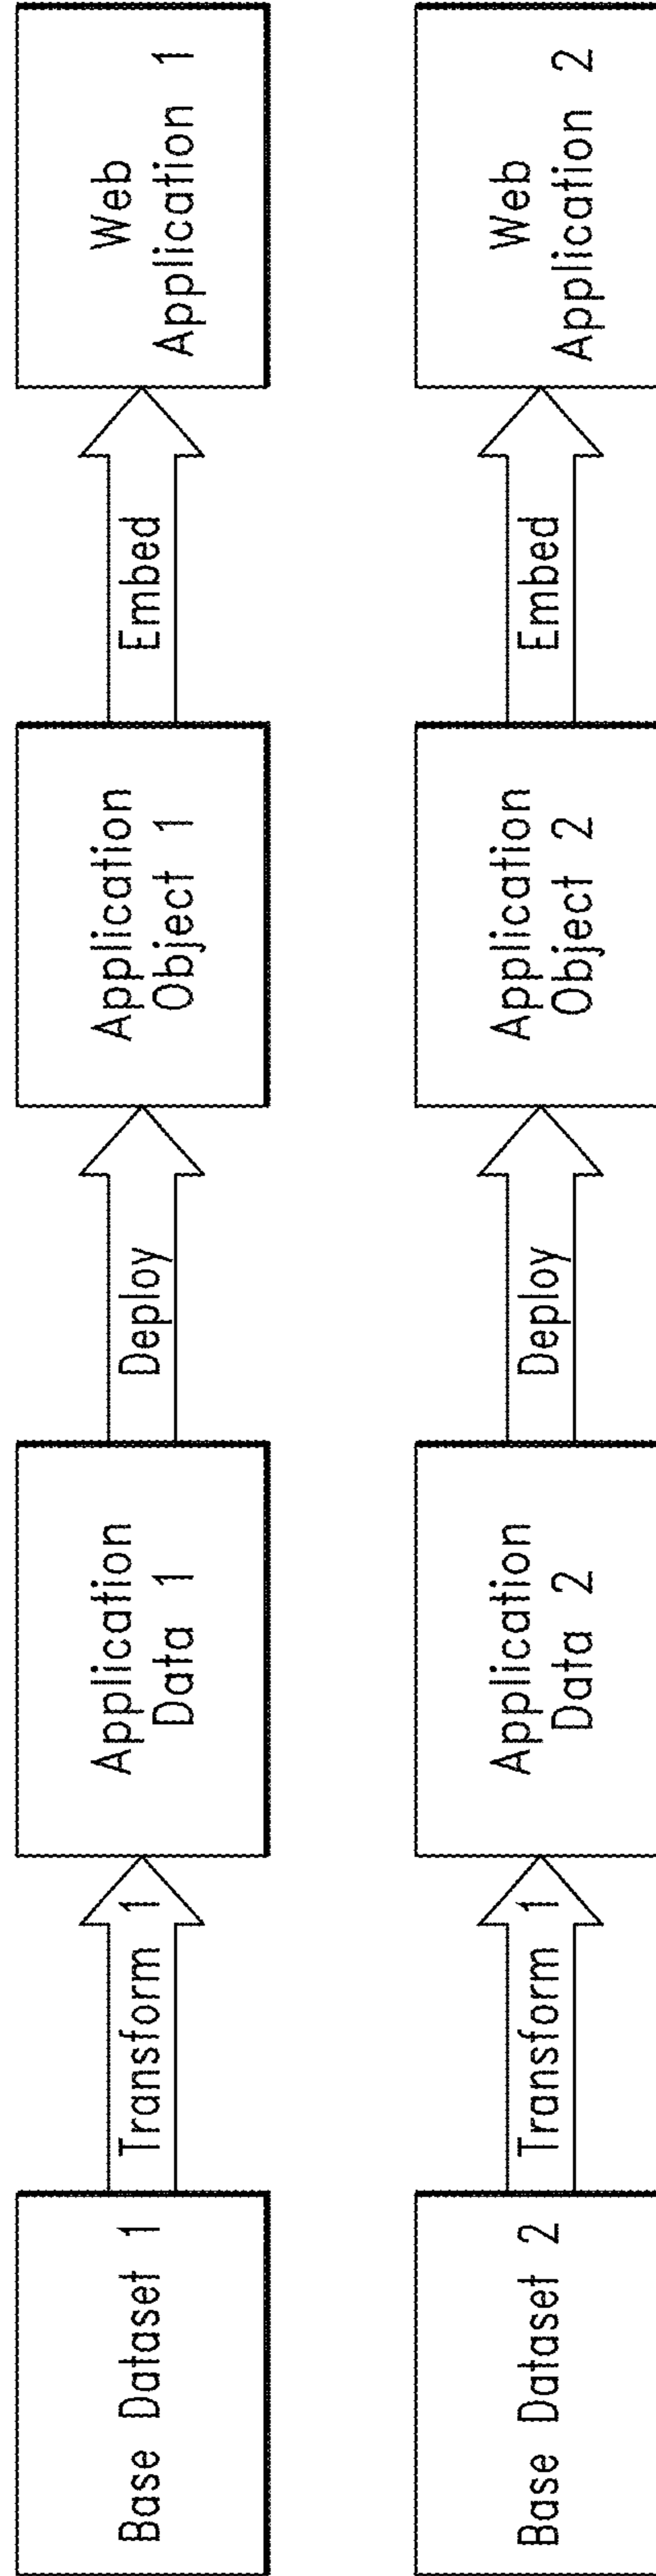 Base Dataset 1
Transform 1
Application
Data 1
Deploy
Application
Object 1
Embed
Web
Application 1
Base Dataset 2
Transform 1
Application
Data 2
Deploy
Application
Object 2
Embed
Web
Application 2